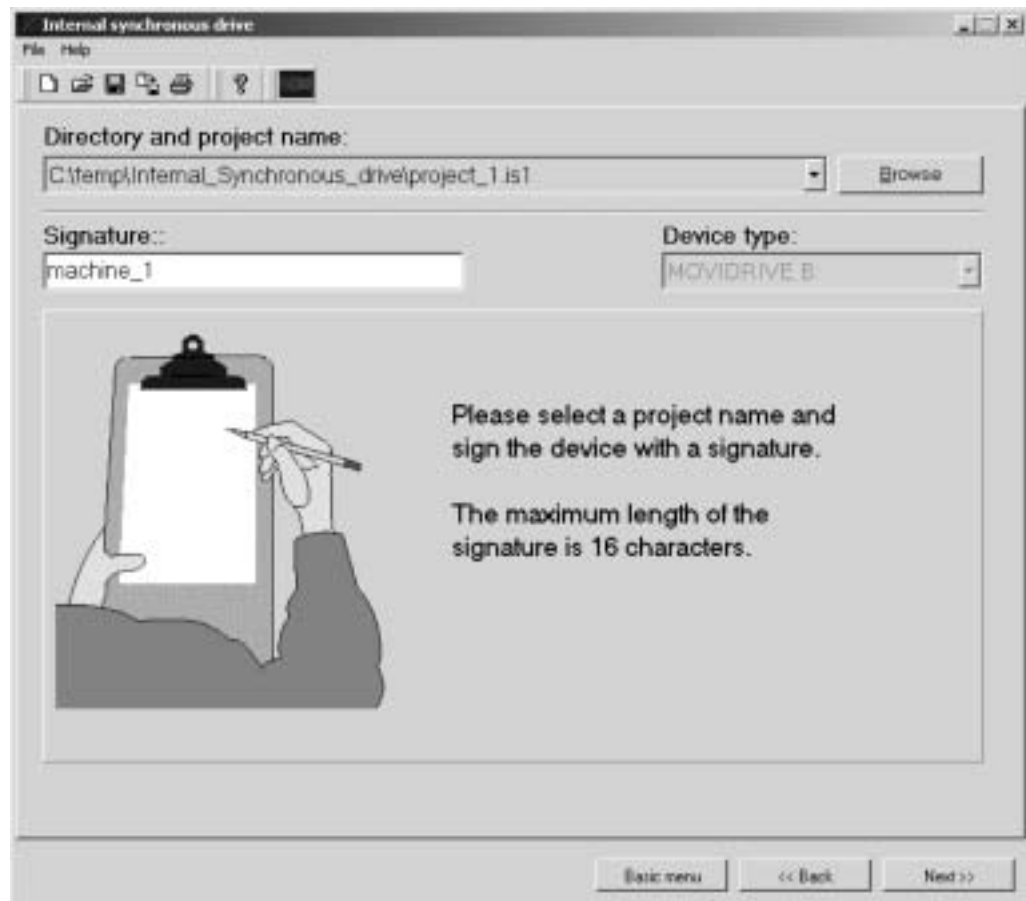 Internal synchronous drive
File Help
Directory and project name:
C:\temp\Internal_Synchronous_drive\project_1.is1
Browse
Signature::
Device type:
machine_1
MOVIDRIVE B
Please select a project name and
sign the device with a signature.
The maximum length of the
signature is 16 characters.
Basic menu
<< Back
Next >>